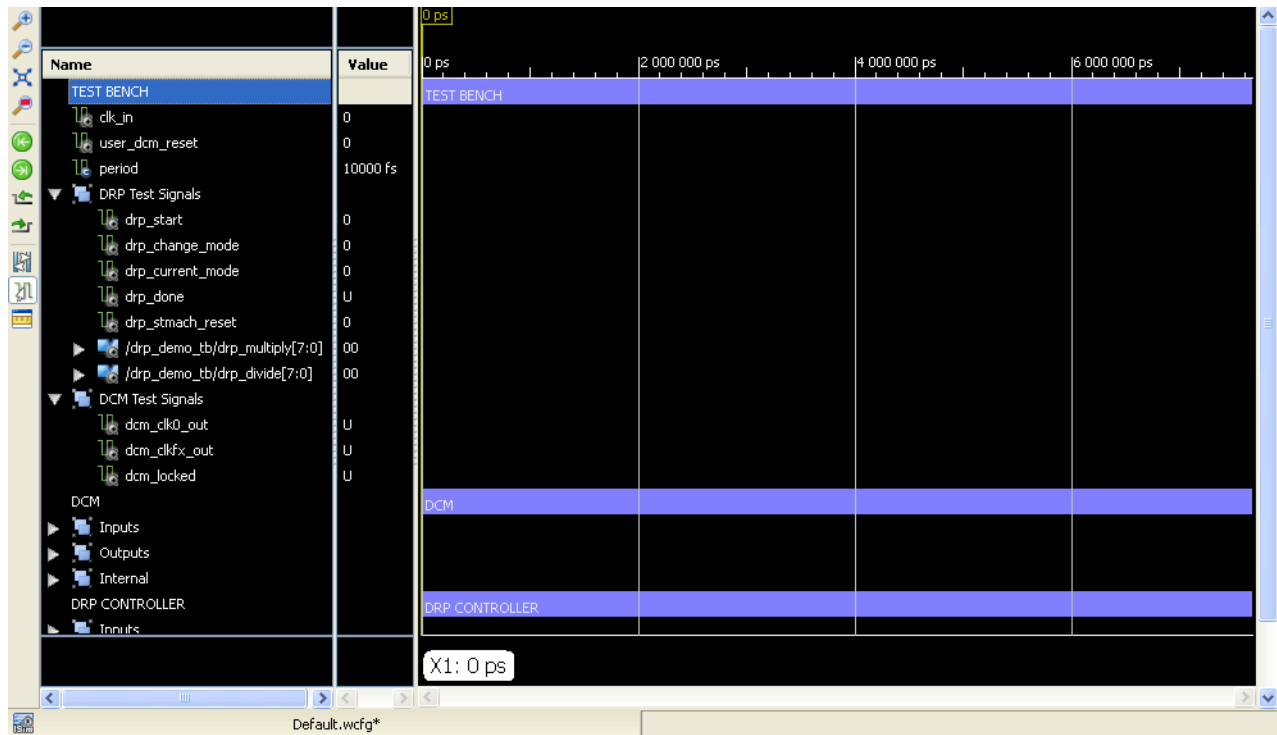 0 ps
Name Value 0 ps 2 000 000 ps 4 000 000 ps 6 000 000 ps
TEST BENCH TEST BENCH
clk_in 0
user_dcm_reset 0
period 10000 fs
DRP Test Signals
drp_start 0
drp_change_mode 0
drp_current_mode 0
drp_done U
drp_stmach_reset 0
/drp_demo_tb/drp_multiply[7:0] 00
/drp_demo_tb/drp_divide[7:0] 00
DCM Test Signals
dcm_clk0_out U
dcm_clkfx_out U
dcm_locked U
DCM DCM
Inputs
Outputs
Internal
DRP CONTROLLER DRP CONTROLLER
Inputs
X1: 0 ps
ISim Default.wcfg*